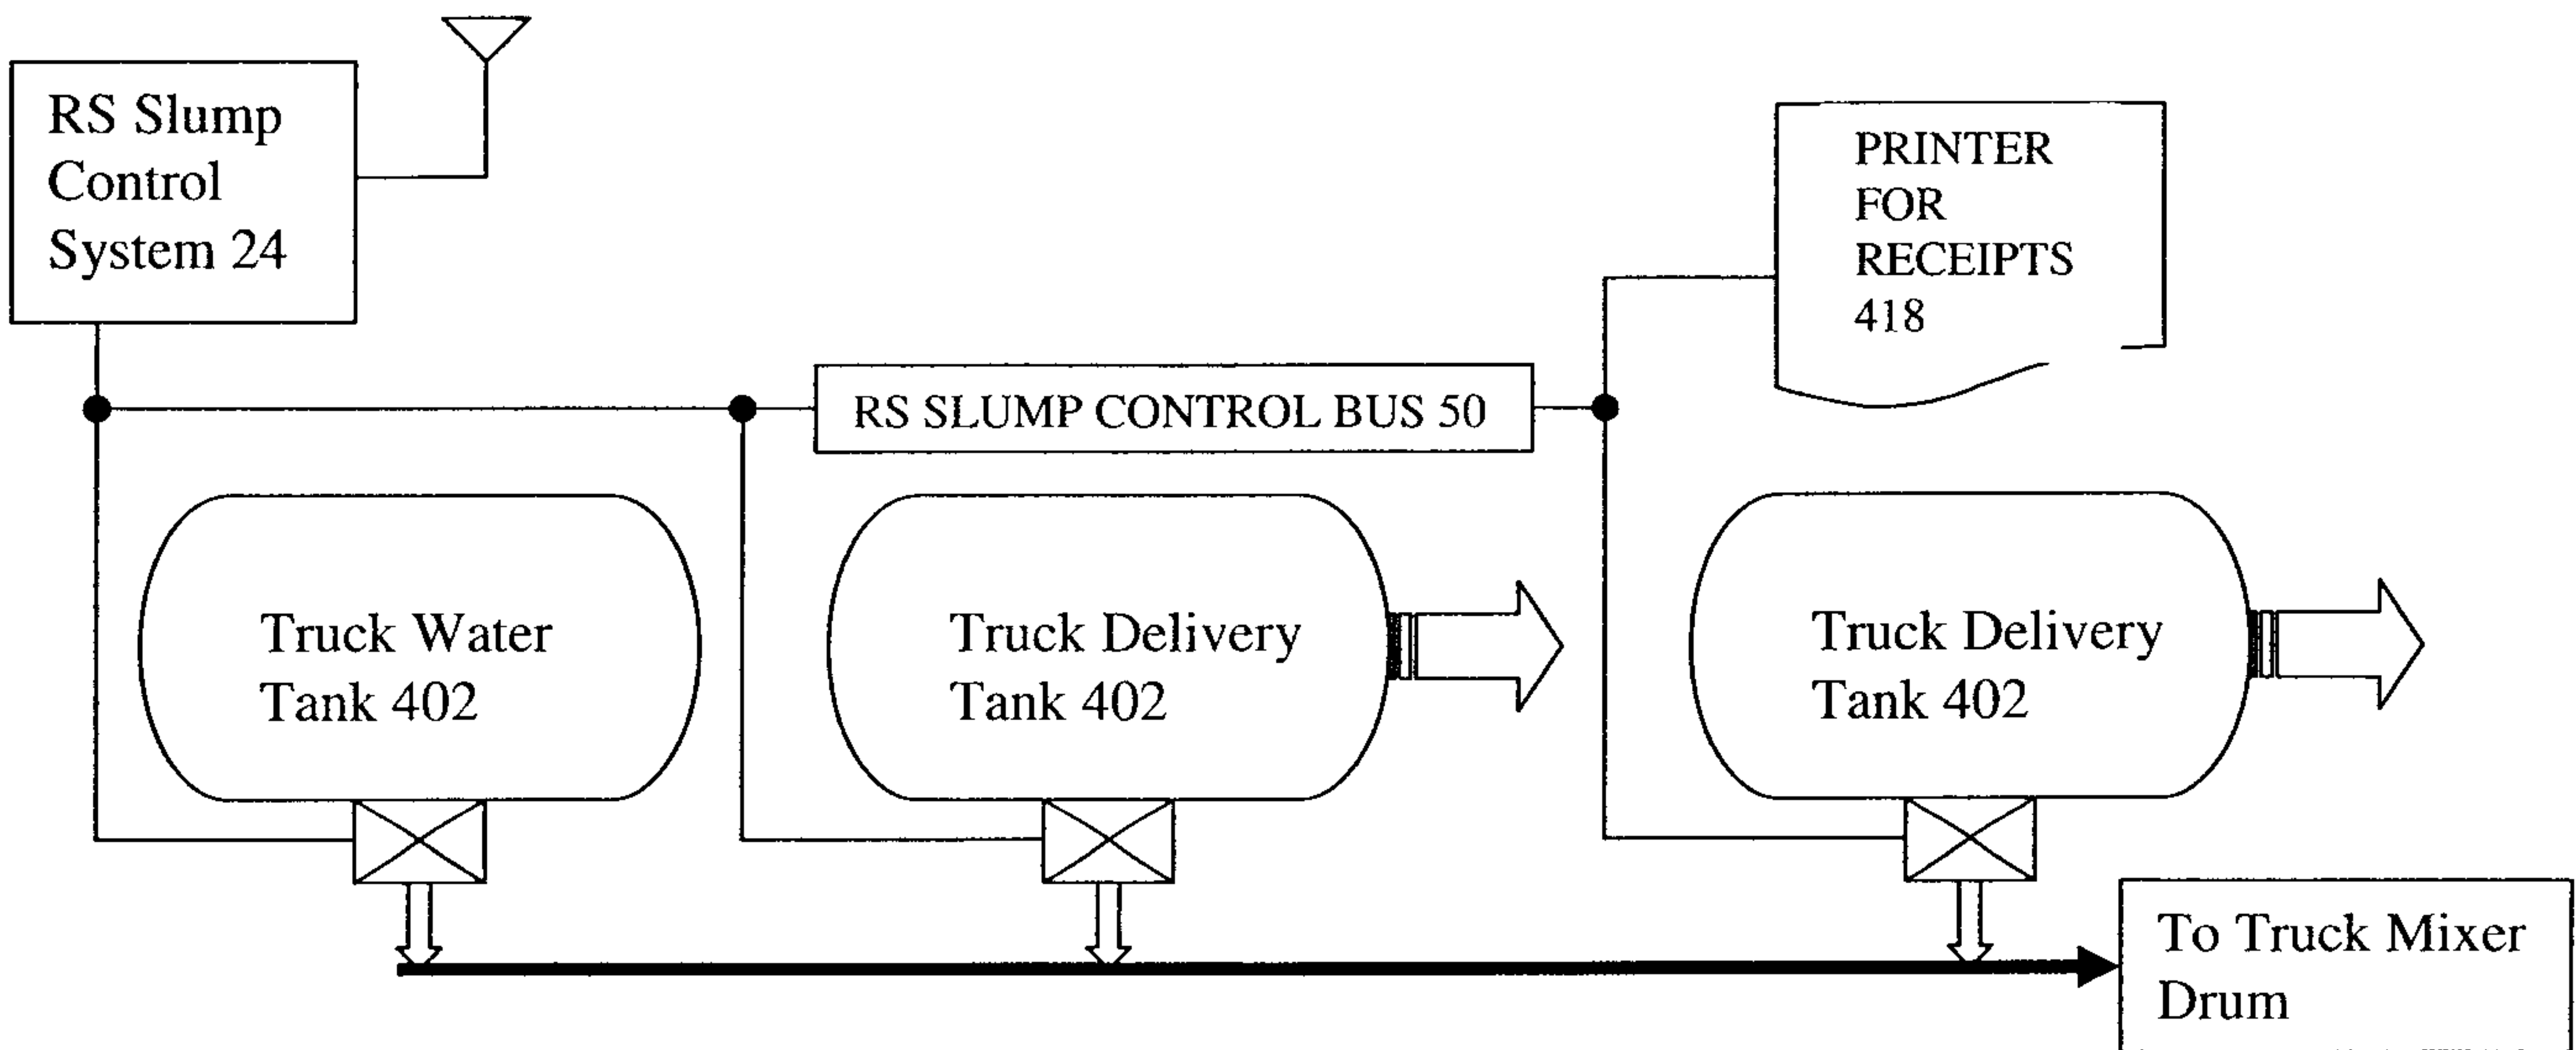 RS Slump
Control
System 24
PRINTER
FOR
RECEIPTS
418
RS SLUMP CONTROL BUS 50
Truck Water
Tank 402
Truck Delivery
Tank 402
Truck Delivery
Tank 402
To Truck Mixer
Drum